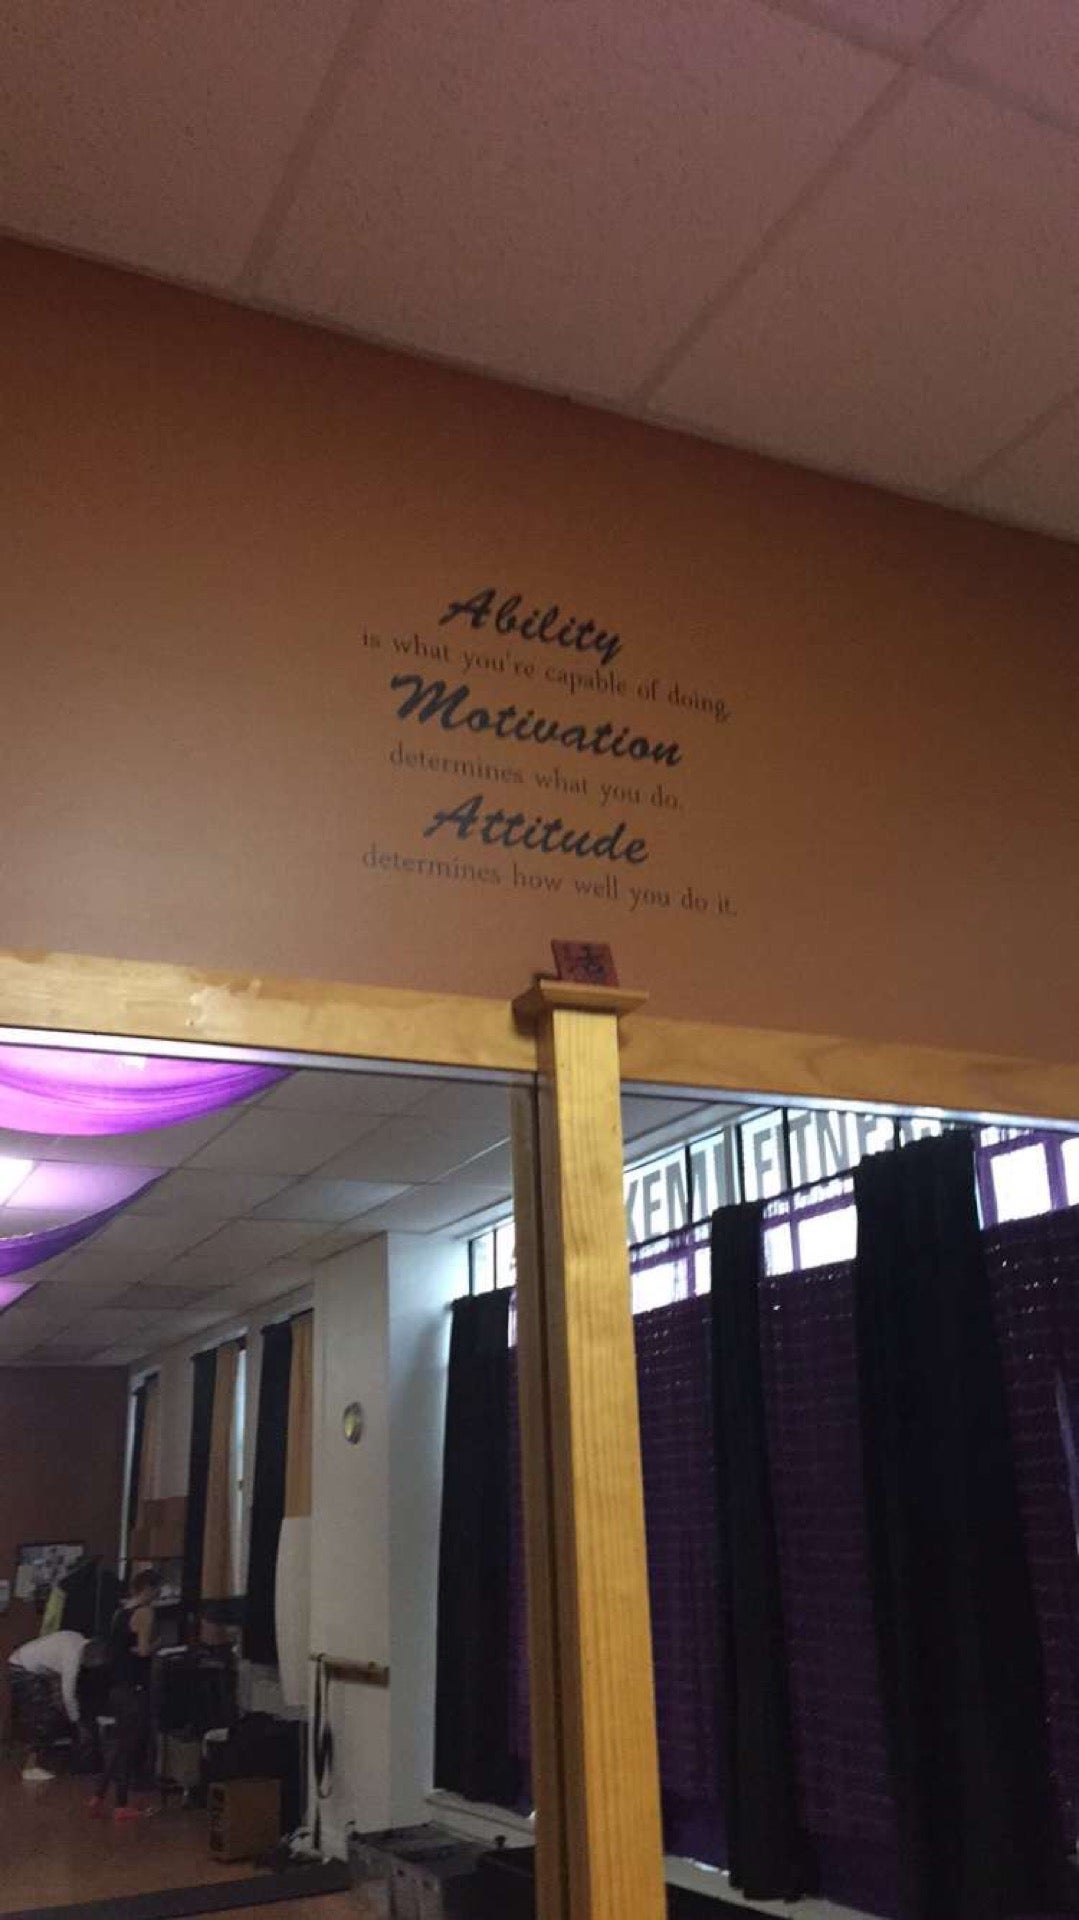 Ability
is what you're capable of doing,
Motivation
determines what you do.
Attitude
determines how well you do it.
FITNESS